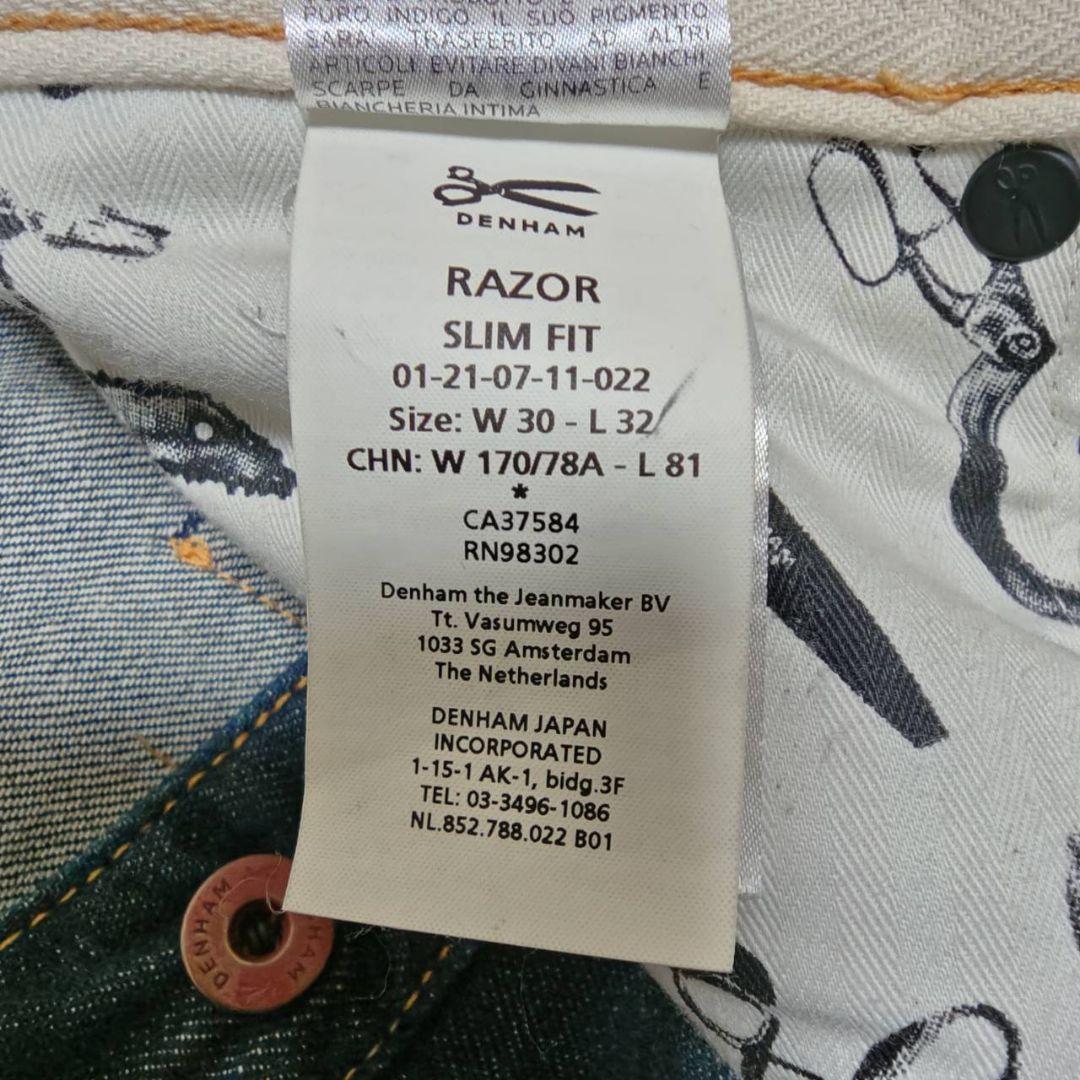 PURO INDIGO IL SUO PIGMENTO
SARA TRASFERITO AD ALTRI
ARTICOLI EVITARE DIVANI BIANCHI
SCARPE DA GINNASTICA E
BIANCHERIA INTIMA
DENHAM
RAZOR
SLIM FIT
01-21-07-11-022
Size: W 30 - L 32
CHN: W 170/78A - L 81
*
CA37584
RN98302
Denham the Jeanmaker BV
Tt. Vasumweg 95
1033 SG Amsterdam
The Netherlands
DENHAM JAPAN
INCORPORATED
1-15-1 AK-1, bidg.3F
TEL: 03-3496-1086
NL.852.788.022 B01
DENHAM
HAM